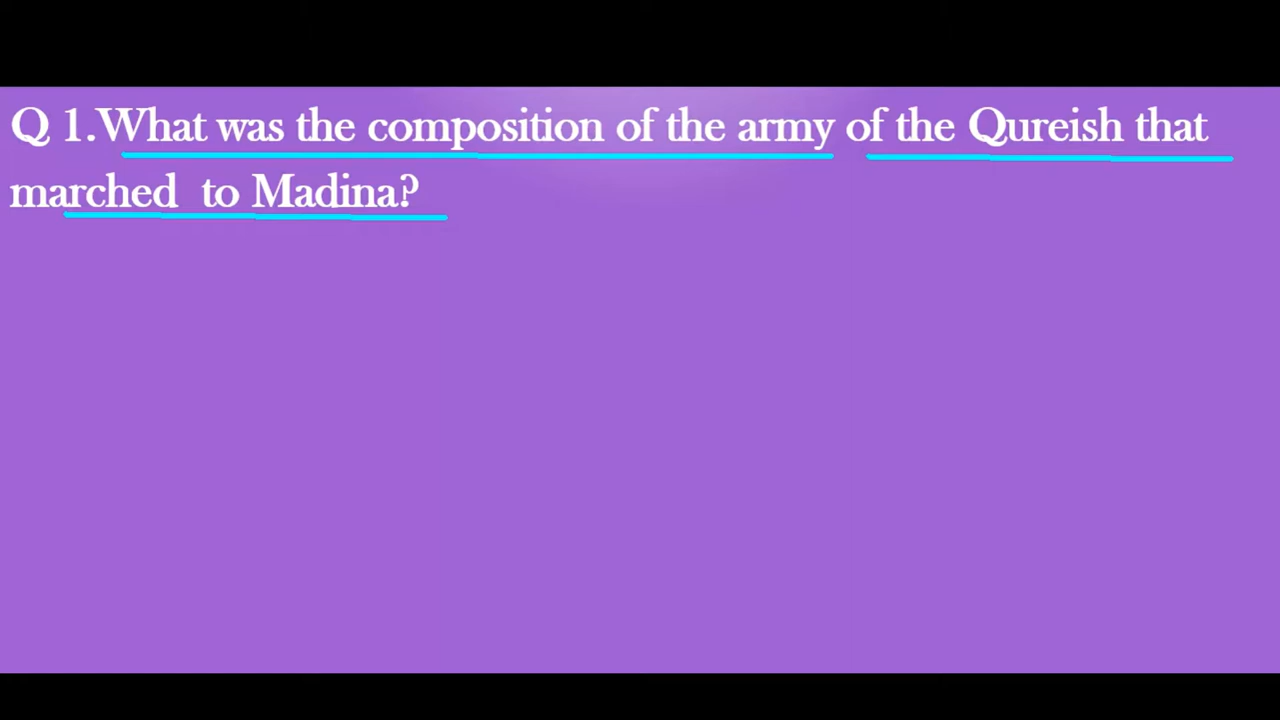 Q 1.What was the composition of the army of the Qureish that
marched to Madina?